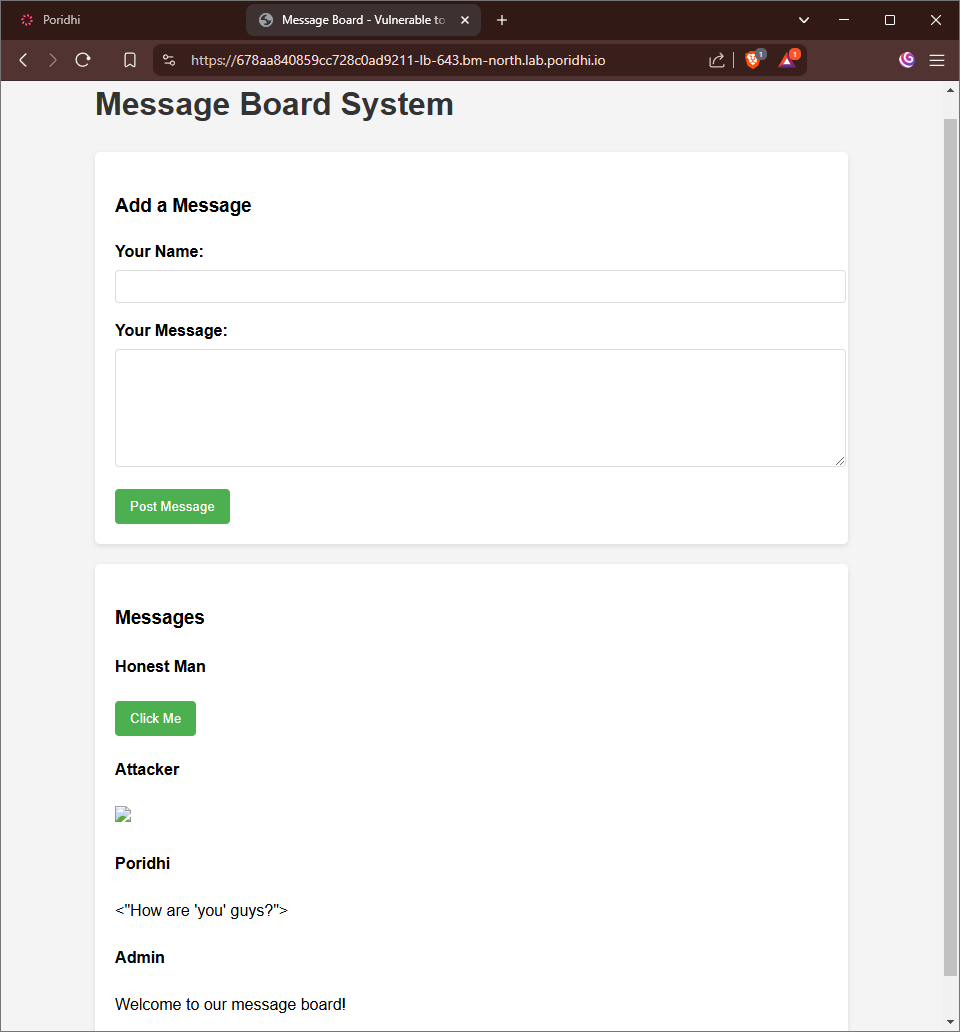 Poridhi
Message Board - Vulnerable to
https://678aa840859cc728c0ad9211-lb-643.bm-north.lab.poridhi.io
1
1
Message Board System
Add a Message
Your Name:
Your Message:
Post Message
Messages
Honest Man
Click Me
Attacker
Poridhi
<"How are 'you' guys?">
Admin
Welcome to our message board!